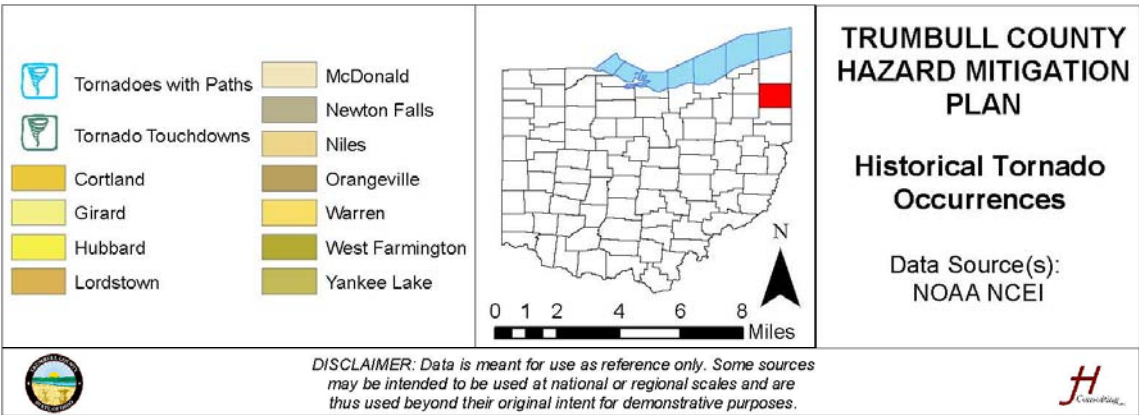 Tornadoes with Paths
Tornado Touchdowns
Cortland
Girard
Hubbard
Lordstown
McDonald
Newton Falls
Niles
Orangeville
Warren
West Farmington
Yankee Lake
N
0 1 2 4 6 8
Miles
TRUMBULL COUNTY
HAZARD MITIGATION
PLAN
Historical Tornado
Occurrences
Data Source(s):
NOAA NCEI
DISCLAIMER: Data is meant for use as reference only. Some sources
may be intended to be used at national or regional scales and are
thus used beyond their original intent for demonstrative purposes.
JH
Consulting